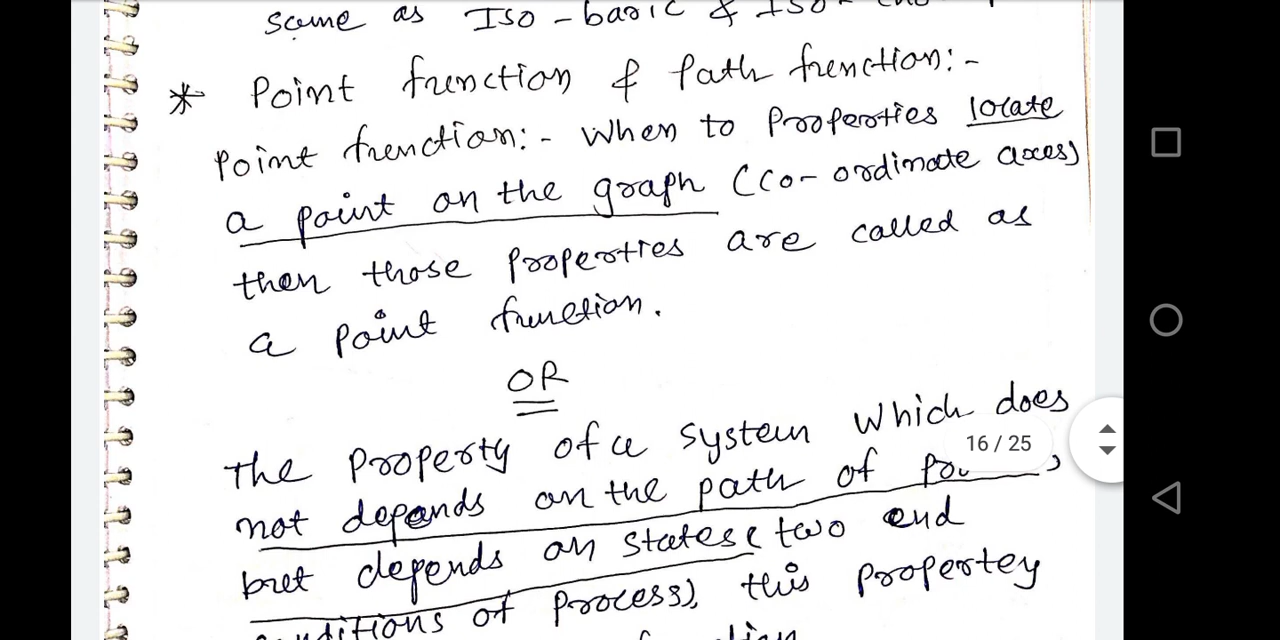 same as Iso-baric & Iso-
* Point function & Path function:-
Point function:- When to Properties locate
a point on the graph (co-ordinate axes)
then those Properties are called as
a point function.
OR
The Property of a system which does
16 / 25
not depends on the path of
but depends on states (two end
conditions of Process), this propertey